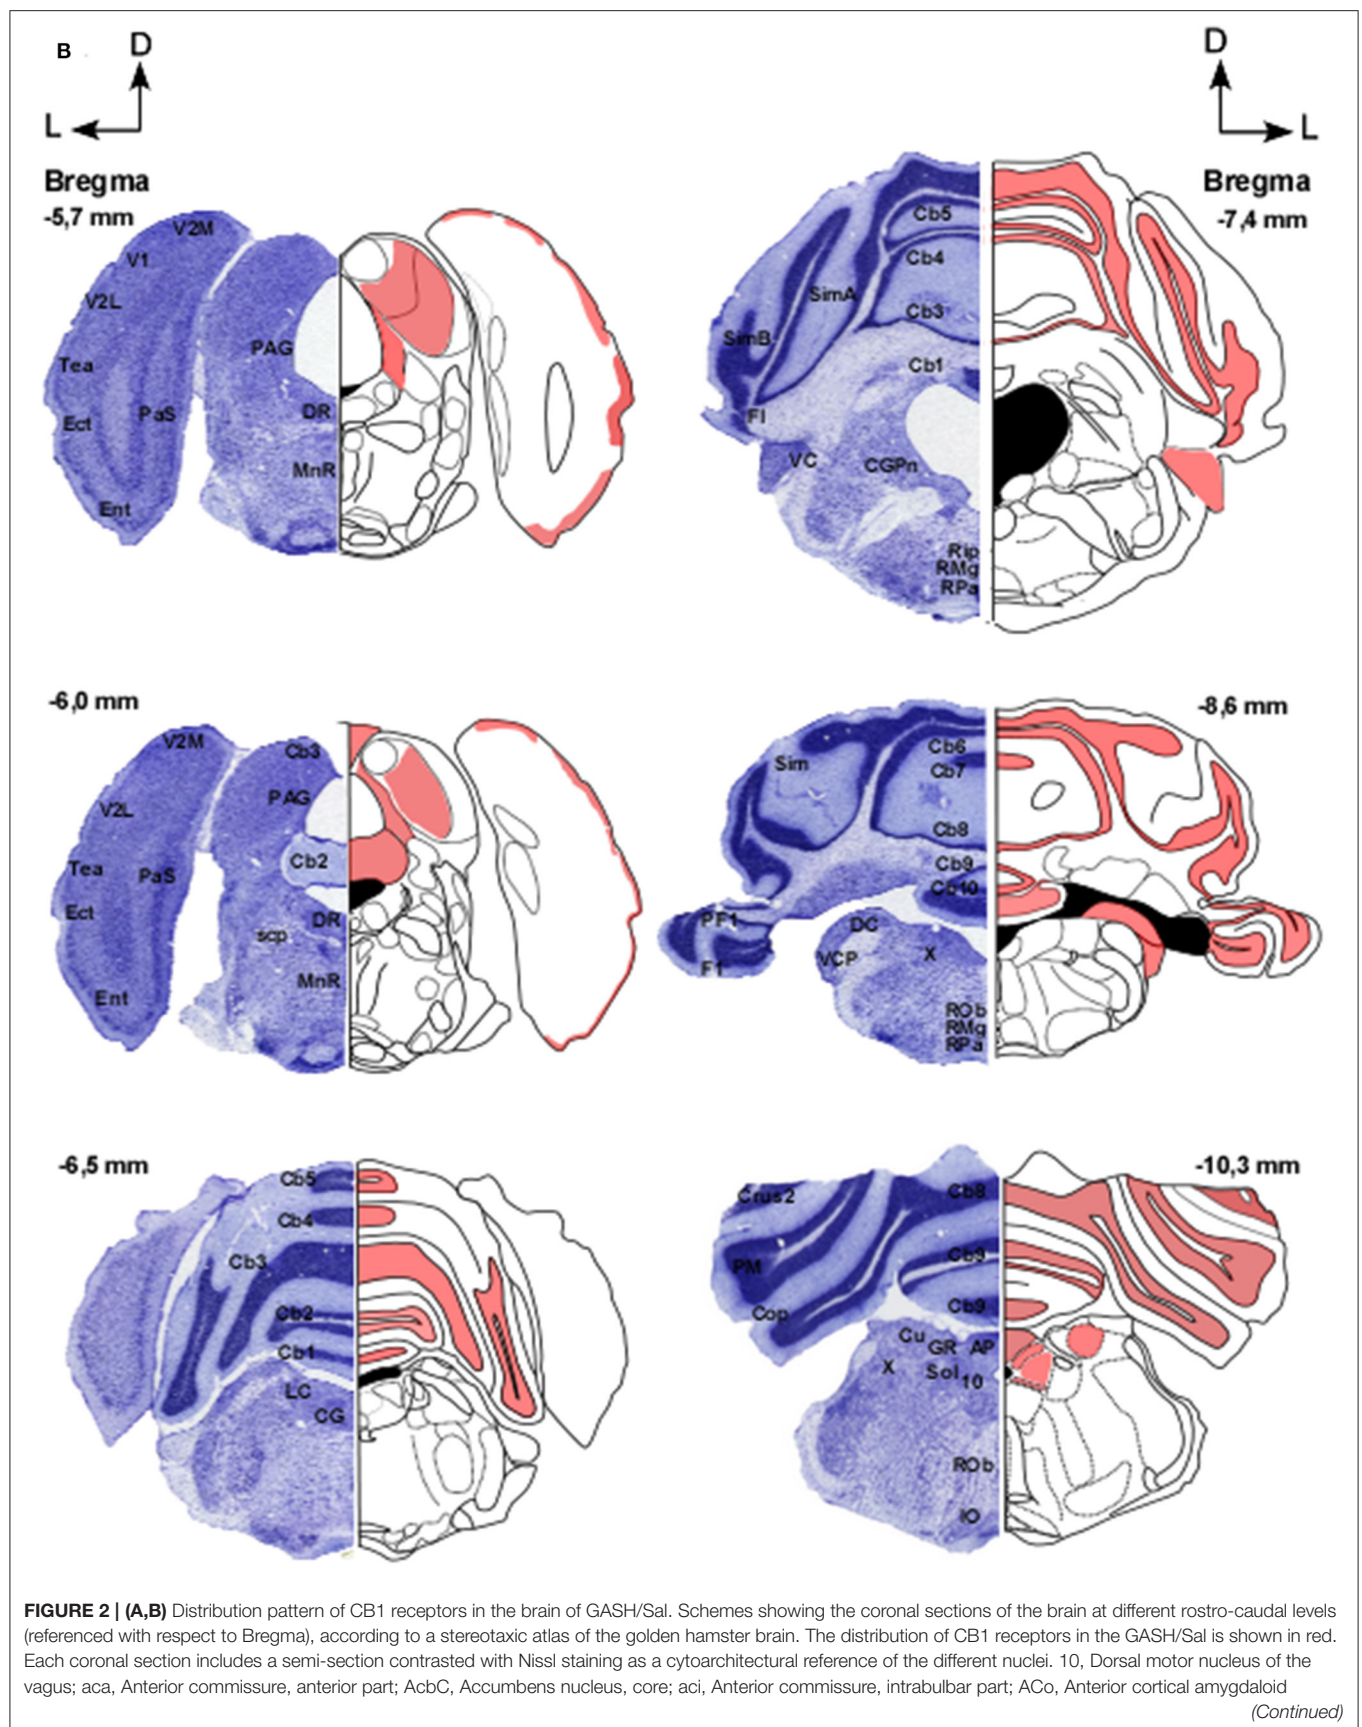 B
D
L
Bregma
-5,7 mm
V2M
V1
V2L
Tea
Ect
PaS
Ent
PAG
DR
MnR
D
L
Bregma
-7,4 mm
Cb5
Cb4
SimA
Cb3
SimB
Cb1
Fl
VC
CGPn
Rip
RMg
RPa
-6,0 mm
V2M
Cb3
V2L
PAG
Tea
PaS
Cb2
Ect
DR
scp
MnR
Ent
-8,6 mm
Cb6
Sim
Cb7
Cb8
Cb9
Cb10
PF1
DC
VCP
X
F1
ROb
RMg
RPa
-6,5 mm
Cb5
Cb4
Cb3
Cb2
Cb1
LC
CG
-10,3 mm
Crus2
Cb8
PM
Cb9
Cop
Cb9
Cu
GR
AP
X
Sol
10
ROb
IO
FIGURE 2 | (A,B) Distribution pattern of CB1 receptors in the brain of GASH/Sal. Schemes showing the coronal sections of the brain at different rostro-caudal levels
(referenced with respect to Bregma), according to a stereotaxic atlas of the golden hamster brain. The distribution of CB1 receptors in the GASH/Sal is shown in red.
Each coronal section includes a semi-section contrasted with Nissl staining as a cytoarchitectural reference of the different nuclei. 10, Dorsal motor nucleus of the
vagus; aca, Anterior commissure, anterior part; AcbC, Accumbens nucleus, core; aci, Anterior commissure, intrabulbar part; ACo, Anterior cortical amygdaloid
(Continued)